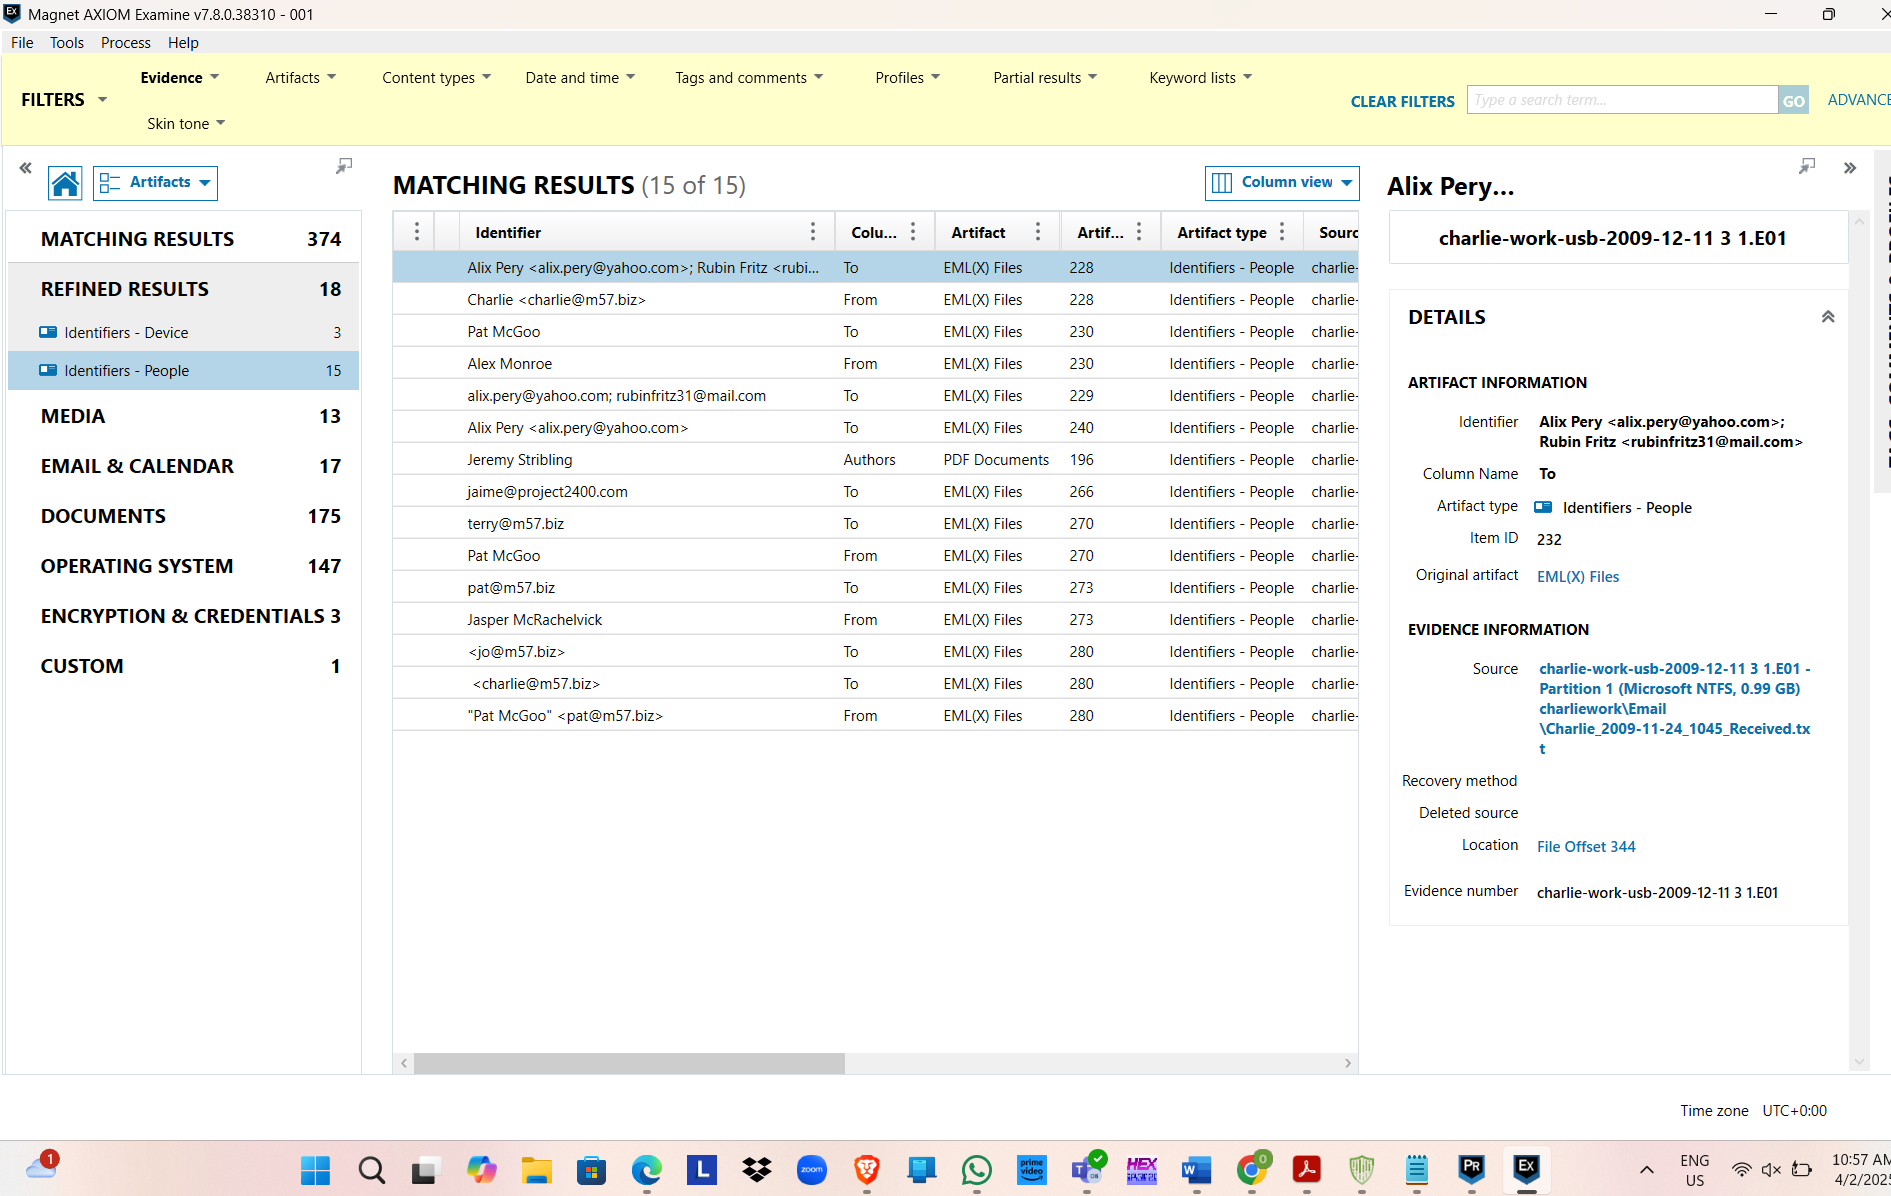 Magnet AXIOM Examine v7.8.0.38310 - 001
File Tools Process Help
FILTERS
Evidence Artifacts Content types Date and time Tags and comments Profiles Partial results Keyword lists
Skin tone
CLEAR FILTERS Type a search term... GO ADVANCE
Artifacts
MATCHING RESULTS 374
REFINED RESULTS 18
Identifiers - Device 3
Identifiers - People 15
MEDIA 13
EMAIL & CALENDAR 17
DOCUMENTS 175
OPERATING SYSTEM 147
ENCRYPTION & CREDENTIALS 3
CUSTOM 1
MATCHING RESULTS (15 of 15)
Column view
Identifier Colu... Artifact Artif... Artifact type Sourc
Alix Pery <alix.pery@yahoo.com>; Rubin Fritz <rubi... To EML(X) Files 228 Identifiers - People charlie-
Charlie <charlie@m57.biz> From EML(X) Files 228 Identifiers - People charlie-
Pat McGoo To EML(X) Files 230 Identifiers - People charlie-
Alex Monroe From EML(X) Files 230 Identifiers - People charlie-
alix.pery@yahoo.com; rubinfritz31@mail.com To EML(X) Files 229 Identifiers - People charlie-
Alix Pery <alix.pery@yahoo.com> To EML(X) Files 240 Identifiers - People charlie-
Jeremy Stribling Authors PDF Documents 196 Identifiers - People charlie-
jaime@project2400.com To EML(X) Files 266 Identifiers - People charlie-
terry@m57.biz To EML(X) Files 270 Identifiers - People charlie-
Pat McGoo From EML(X) Files 270 Identifiers - People charlie-
pat@m57.biz To EML(X) Files 273 Identifiers - People charlie-
Jasper McRachelvick From EML(X) Files 273 Identifiers - People charlie-
<jo@m57.biz> To EML(X) Files 280 Identifiers - People charlie-
<charlie@m57.biz> To EML(X) Files 280 Identifiers - People charlie-
"Pat McGoo" <pat@m57.biz> From EML(X) Files 280 Identifiers - People charlie-
Alix Pery...
charlie-work-usb-2009-12-11 3 1.E01
DETAILS
ARTIFACT INFORMATION
Identifier Alix Pery <alix.pery@yahoo.com>;
Rubin Fritz <rubinfritz31@mail.com>
Column Name To
Artifact type Identifiers - People
Item ID 232
Original artifact EML(X) Files
EVIDENCE INFORMATION
Source charlie-work-usb-2009-12-11 3 1.E01 -
Partition 1 (Microsoft NTFS, 0.99 GB)
charliework\Email
\Charlie_2009-11-24_1045_Received.tx
t
Recovery method
Deleted source
Location File Offset 344
Evidence number charlie-work-usb-2009-12-11 3 1.E01
Time zone UTC+0:00
1
L
zoom
prime video
T
HEX
W
0
PR
EX
ENG
US
10:57 AM
4/2/2025